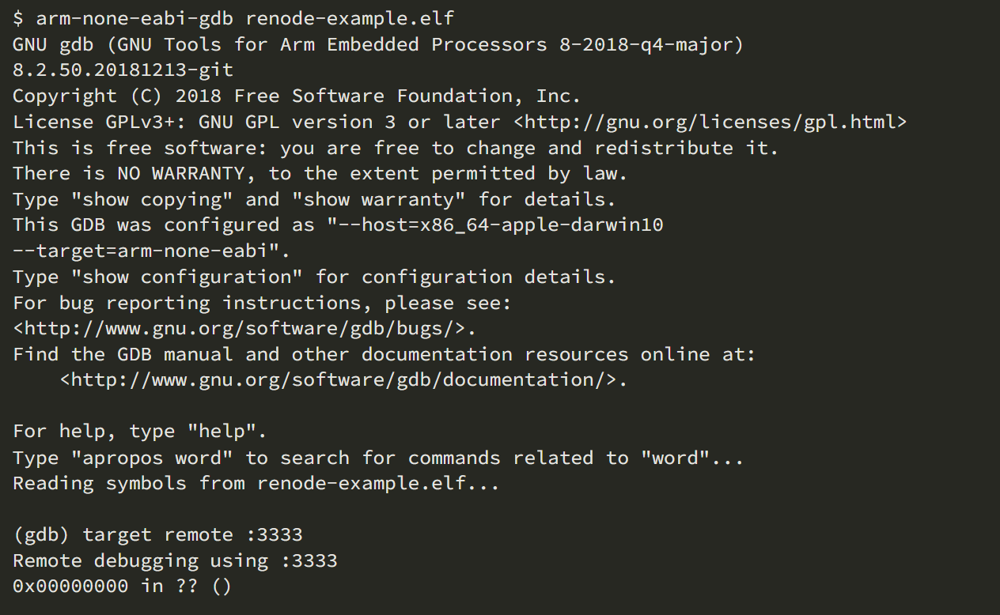 $ arm-none-eabi-gdb renode-example.elf
GNU gdb (GNU Tools for Arm Embedded Processors 8-2018-q4-major)
8.2.50.20181213-git
Copyright (C) 2018 Free Software Foundation, Inc.
License GPLv3+: GNU GPL version 3 or later <http://gnu.org/licenses/gpl.html>
This is free software: you are free to change and redistribute it.
There is NO WARRANTY, to the extent permitted by law.
Type "show copying" and "show warranty" for details.
This GDB was configured as "--host=x86_64-apple-darwin10
--target=arm-none-eabi".
Type "show configuration" for configuration details.
For bug reporting instructions, please see:
<http://www.gnu.org/software/gdb/bugs/>.
Find the GDB manual and other documentation resources online at:
    <http://www.gnu.org/software/gdb/documentation/>.

For help, type "help".
Type "apropos word" to search for commands related to "word"...
Reading symbols from renode-example.elf...

(gdb) target remote :3333
Remote debugging using :3333
0x00000000 in ?? ()